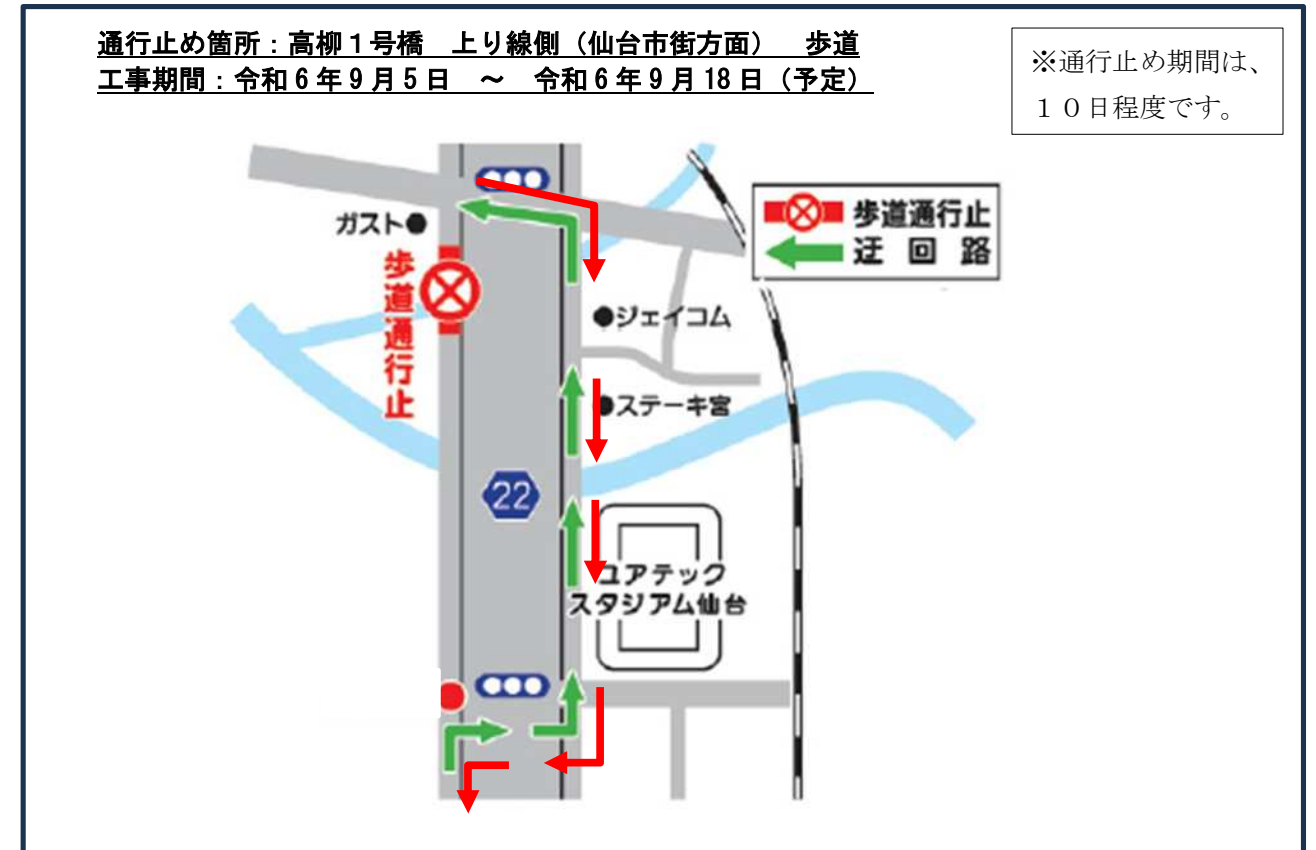 通行止め箇所：高柳１号橋　上り線側（仙台市街方面）　歩道
工事期間：令和６年９月５日　～　令和６年９月18日（予定）
※通行止め期間は、
１０日程度です。
ガスト
歩道通行止
歩道通行止
迂回路
ジェイコム
ステーキ宮
22
ユアテック
スタジアム仙台